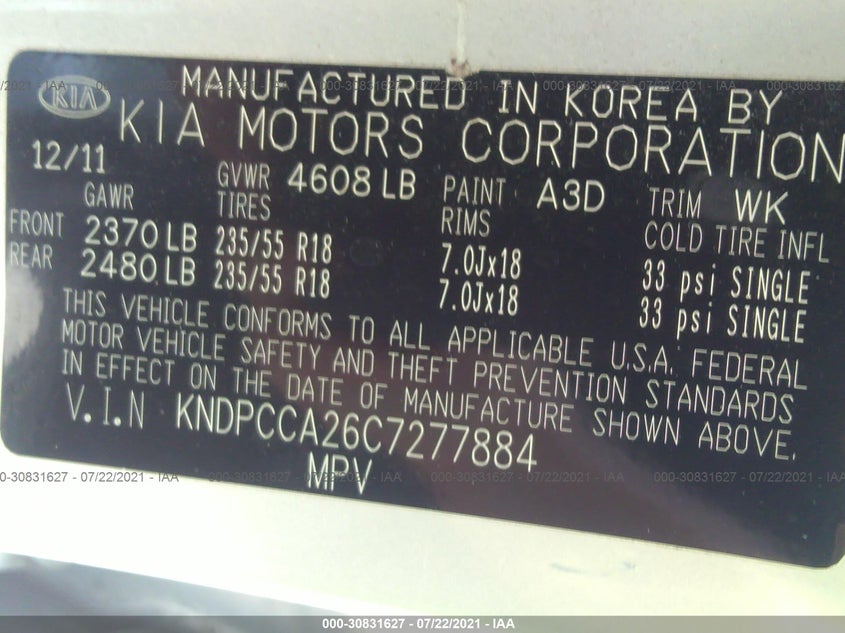 KIA
MANUFACTURED IN KOREA BY
KIA MOTORS CORPORATION
12/11
GAWR GVWR 4608 LB PAINT A3D TRIM WK
TIRES RIMS COLD TIRE INFL
FRONT 2370 LB 235/55 R18 7.0Jx18 33 psi SINGLE
REAR 2480 LB 235/55 R18 7.0Jx18 33 psi SINGLE
THIS VEHICLE CONFORMS TO ALL APPLICABLE U.S.A. FEDERAL
MOTOR VEHICLE SAFETY AND THEFT PREVENTION STANDARDS
IN EFFECT ON THE DATE OF MANUFACTURE SHOWN ABOVE.
V.I.N KNDPCCA26C7277884
MPV
000-30831627 - 07/22/2021 - IAA